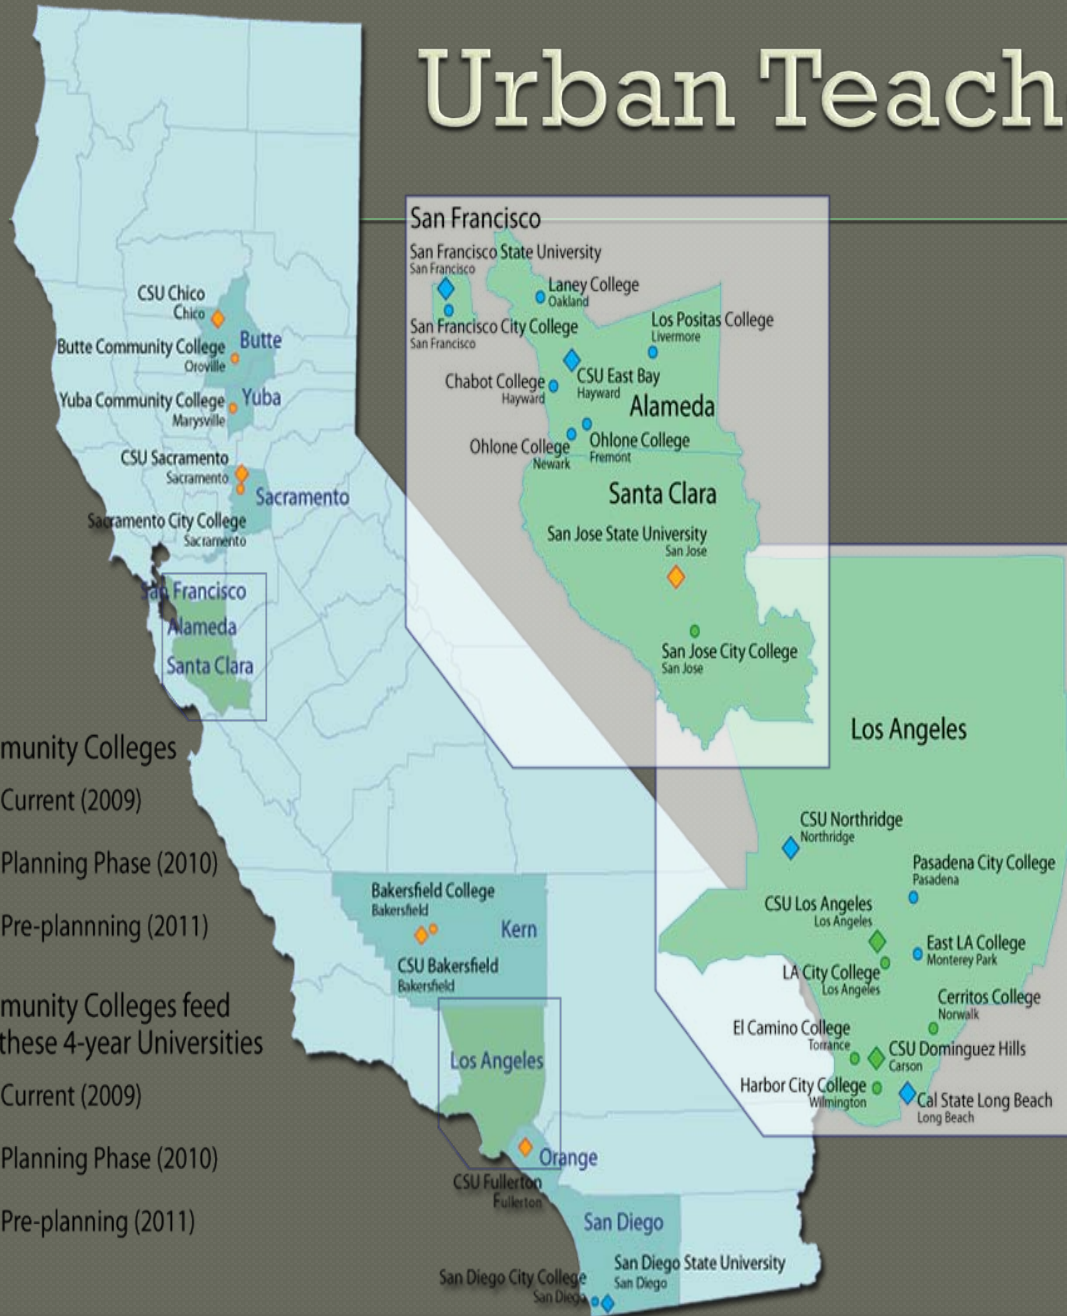 Urban Teach
San Francisco
San Francisco State University
San Francisco
Laney College
Oakland
San Francisco City College
San Francisco
Los Positas College
Livermore
CSU East Bay
Hayward
Chabot College
Hayward
Alameda
Ohlone College
Newark
Ohlone College
Fremont
Santa Clara
San Jose State University
San Jose
San Jose City College
San Jose
CSU Chico
Chico
Butte
Butte Community College
Oroville
Yuba
Yuba Community College
Marysville
CSU Sacramento
Sacramento
Sacramento
Sacramento City College
Sacramento
San Francisco
Alameda
Santa Clara
munity Colleges
Current (2009)
Planning Phase (2010)
Pre-plannning (2011)
munity Colleges feed
these 4-year Universities
Current (2009)
Planning Phase (2010)
Pre-planning (2011)
Bakersfield College
Bakersfield
Kern
CSU Bakersfield
Bakersfield
Los Angeles
Orange
CSU Fullerton
Fullerton
San Diego
San Diego State University
San Diego
San Diego City College
San Diego
Los Angeles
CSU Northridge
Northridge
Pasadena City College
Pasadena
CSU Los Angeles
Los Angeles
East LA College
Monterey Park
LA City College
Los Angeles
Cerritos College
Norwalk
El Camino College
Torrance
CSU Dominguez Hills
Carson
Harbor City College
Wilmington
Cal State Long Beach
Long Beach